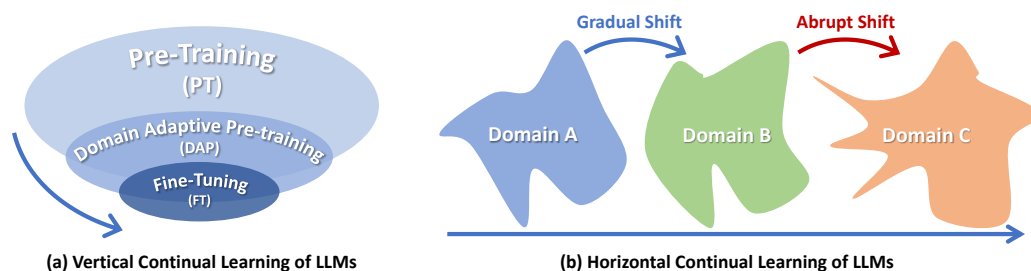 Pre-Training
(PT)
Domain Adaptive Pre-training
(DAP)
Fine-Tuning
(FT)
(a) Vertical Continual Learning of LLMs
Gradual Shift
Abrupt Shift
Domain A
Domain B
Domain C
(b) Horizontal Continual Learning of LLMs